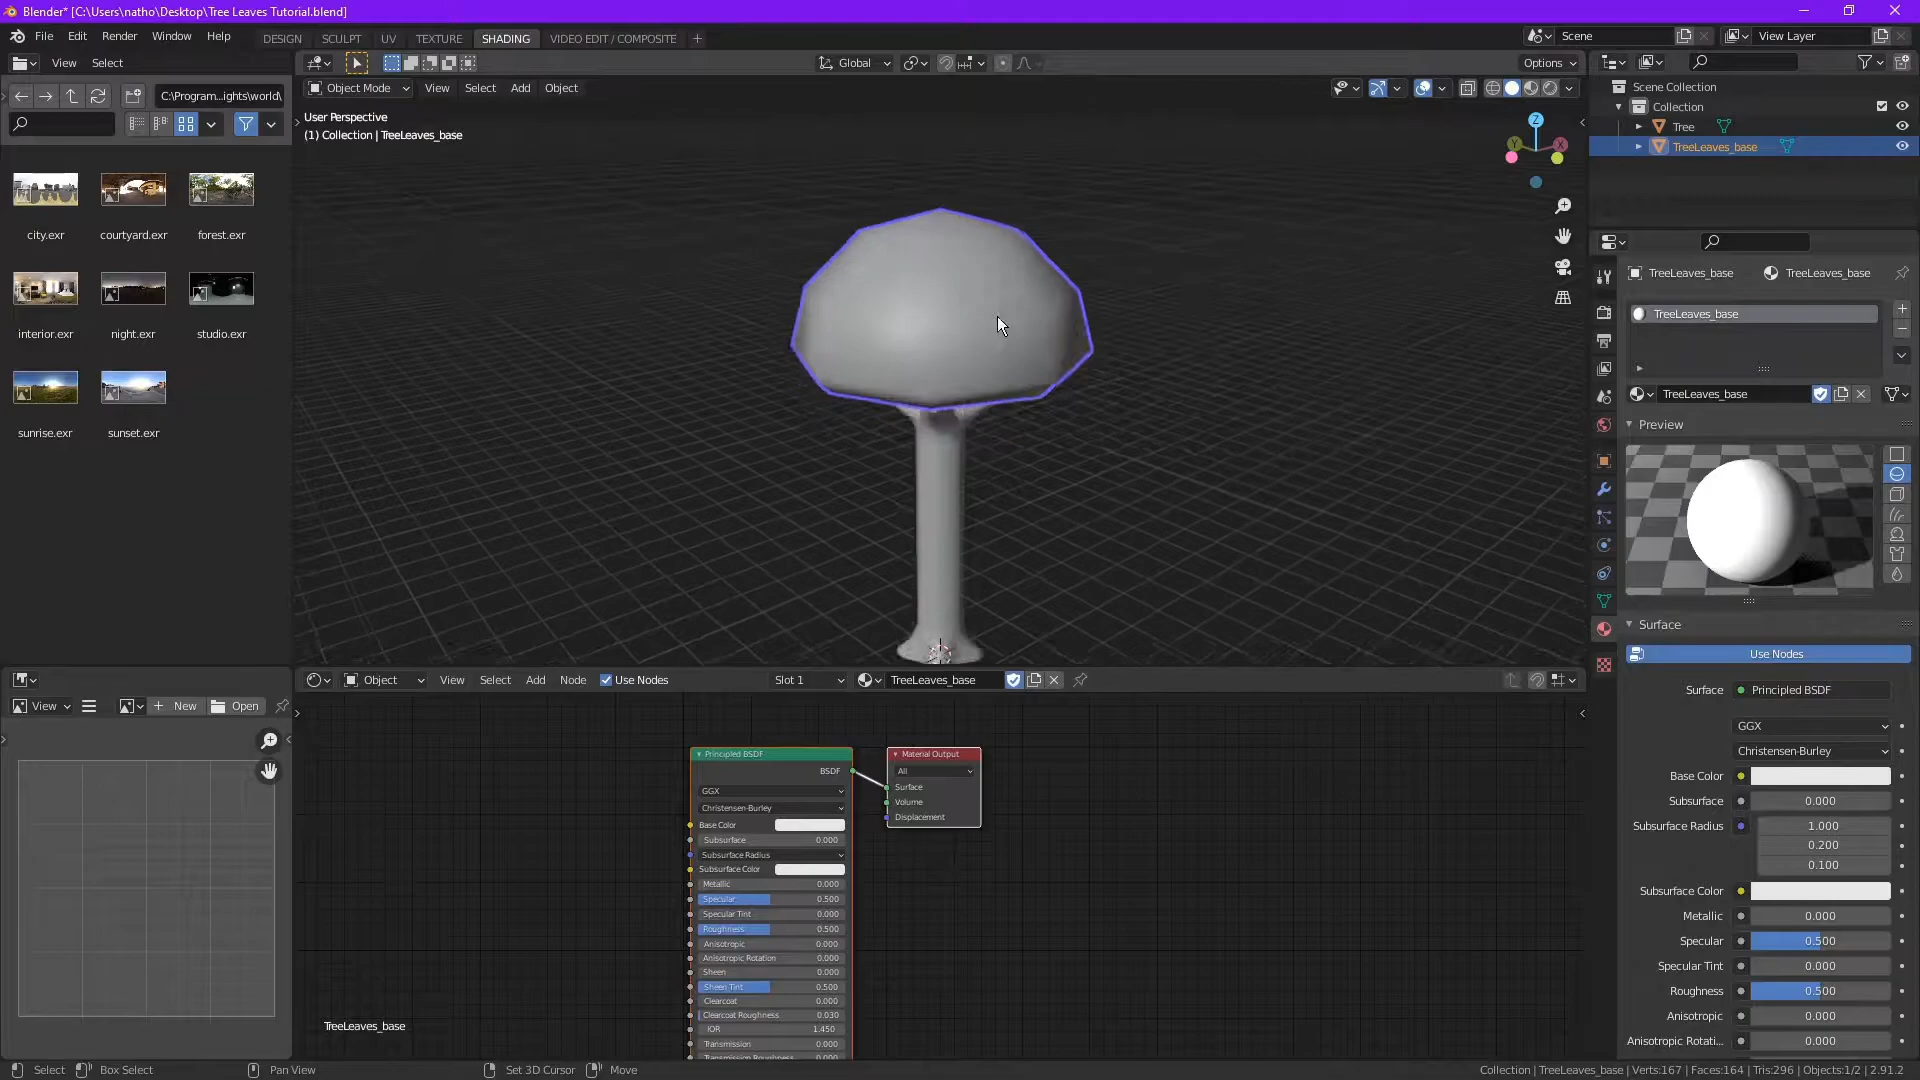 Blender* [C:\Users\natho\Desktop\Tree Leaves Tutorial.blend]
File Edit Render Window Help DESIGN SCULPT UV TEXTURE SHADING VIDEO EDIT / COMPOSITE + Scene View Layer
View Select Global Options
C:\Program...ights\world\ Object Mode View Select Add Object
User Perspective
(1) Collection | TreeLeaves_base
Z
Y X
Scene Collection
Collection
Tree
TreeLeaves_base
city.exr courtyard.exr forest.exr
interior.exr night.exr studio.exr
sunrise.exr sunset.exr
TreeLeaves_base TreeLeaves_base
TreeLeaves_base
TreeLeaves_base
Preview
Surface
Use Nodes
Surface Principled BSDF
GGX
Christensen-Burley
Base Color
Subsurface 0.000
Subsurface Radius 1.000
0.200
0.100
Subsurface Color
Metallic 0.000
Specular 0.500
Specular Tint 0.000
Roughness 0.500
Anisotropic 0.000
Anisotropic Rotati... 0.000
View New Open
Object View Select Add Node Use Nodes Slot 1 TreeLeaves_base
Principled BSDF
BSDF
GGX
Christensen-Burley
Base Color
Subsurface 0.000
Subsurface Radius
Subsurface Color
Metallic 0.000
Specular 0.500
Specular Tint 0.000
Roughness 0.500
Anisotropic 0.000
Anisotropic Rotation 0.000
Sheen 0.000
Sheen Tint 0.500
Clearcoat 0.000
Clearcoat Roughness 0.030
IOR 1.450
Transmission 0.000
Transmission Roughness 0.000
Material Output
All
Surface
Volume
Displacement
TreeLeaves_base
Select Box Select Pan View Set 3D Cursor Move Collection | TreeLeaves_base | Verts:167 | Faces:164 | Tris:296 | Objects:1/2 | 2.91.2